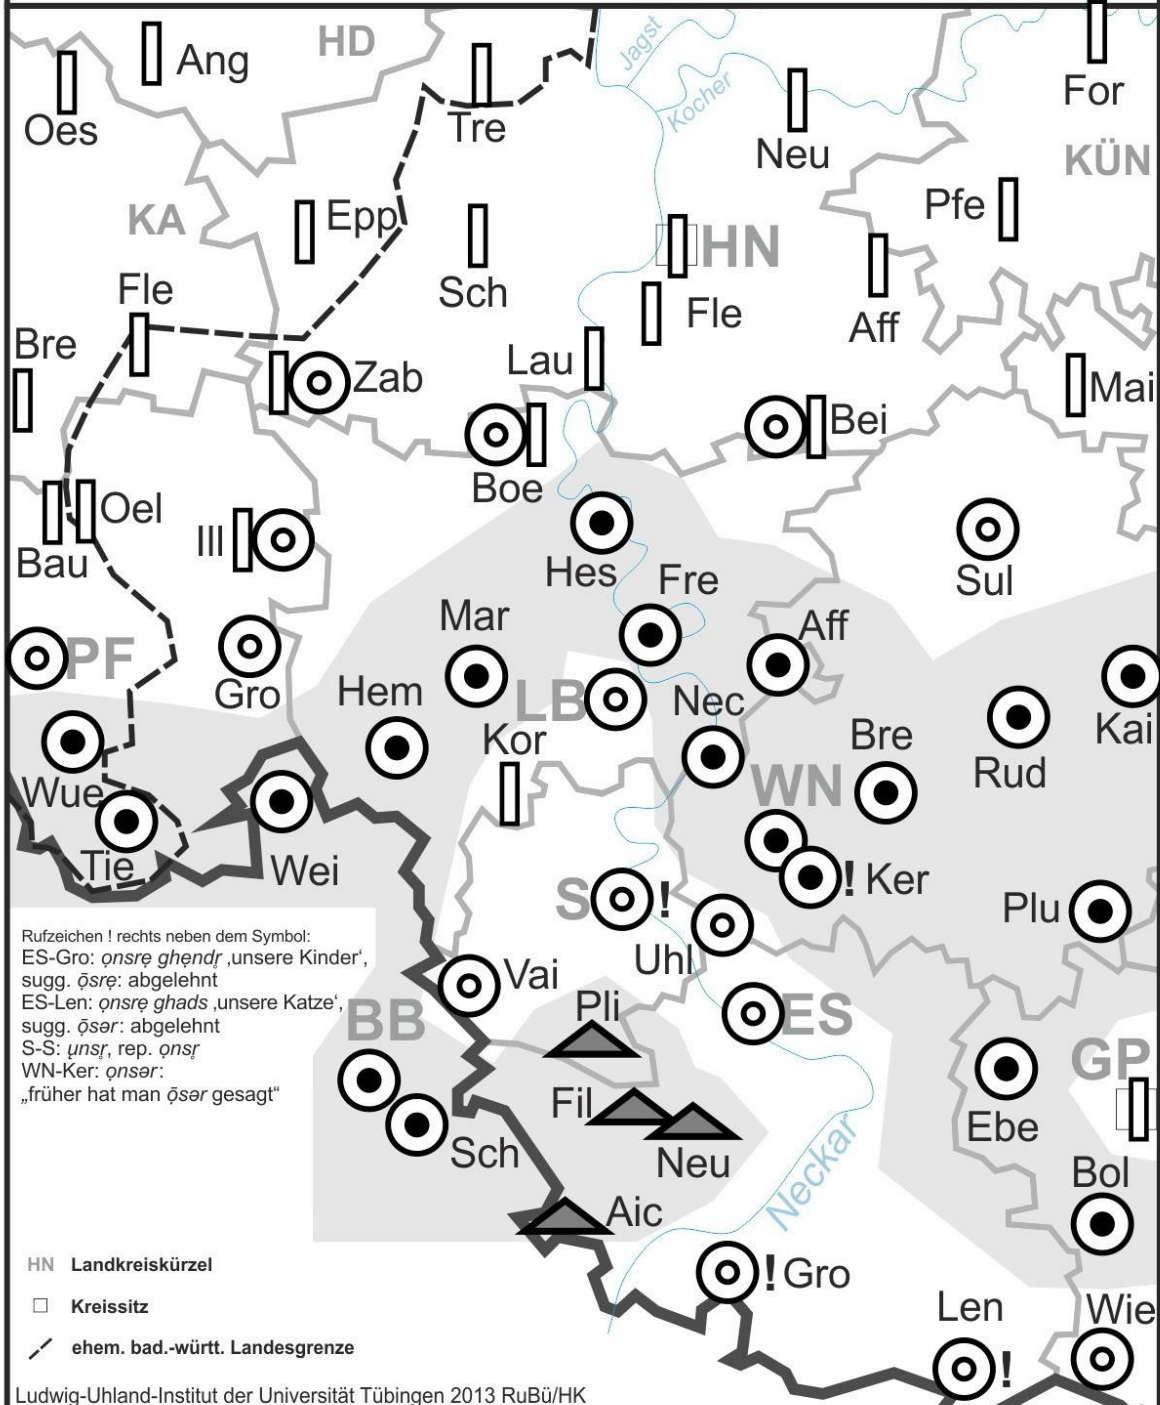 HD
Jagst
Ang
Oes
Kocher
For
Tre
Neu
KÜN
KA
Epp
Pfe
HN
Sch
Fle
Fle
Aff
Bre
Lau
Zab
Mai
Bei
Boe
Oel
Ill
Bau
Hes
Sul
Fre
Mar
Aff
PF
Gro
Hem
LB
Nec
Kor
Bre
Kai
Rud
Wue
WN
Tie
Wei
Ker
!
S
!
Plu
Uhl
Vai
Rufzeichen ! rechts neben dem Symbol:
ES-Gro: ǫnsrę ghęndr̥ ‚unsere Kinder‘,
sugg. ǭsrę: abgelehnt
ES-Len: ǫnsrę ghads ‚unsere Katze‘,
sugg. ǭsər: abgelehnt
S-S: ųnsr̥, rep. ǫnsr̥
WN-Ker: ǫnsər:
„früher hat man ǭsər gesagt“
Pli
BB
ES
GP
Fil
Ebe
Sch
Neu
Neckar
Bol
Aic
! Gro
HN Landkreiskürzel
Kreissitz
ehem. bad.-württ. Landesgrenze
Len
!
Wie
Ludwig-Uhland-Institut der Universität Tübingen 2013 RuBü/HK